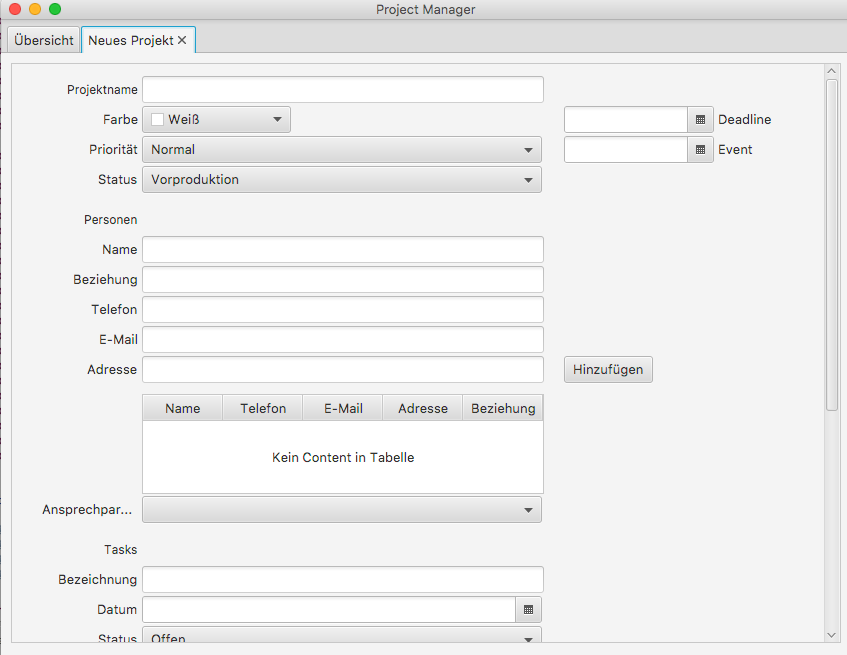 Project Manager
Übersicht Neues Projekt
Projektname
Farbe Weiß Deadline
Priorität Normal Event
Status Vorproduktion
Personen
Name
Beziehung
Telefon
E-Mail
Adresse Hinzufügen
Name Telefon E-Mail Adresse Beziehung
Kein Content in Tabelle
Ansprechpar...
Tasks
Bezeichnung
Datum
Status Offen